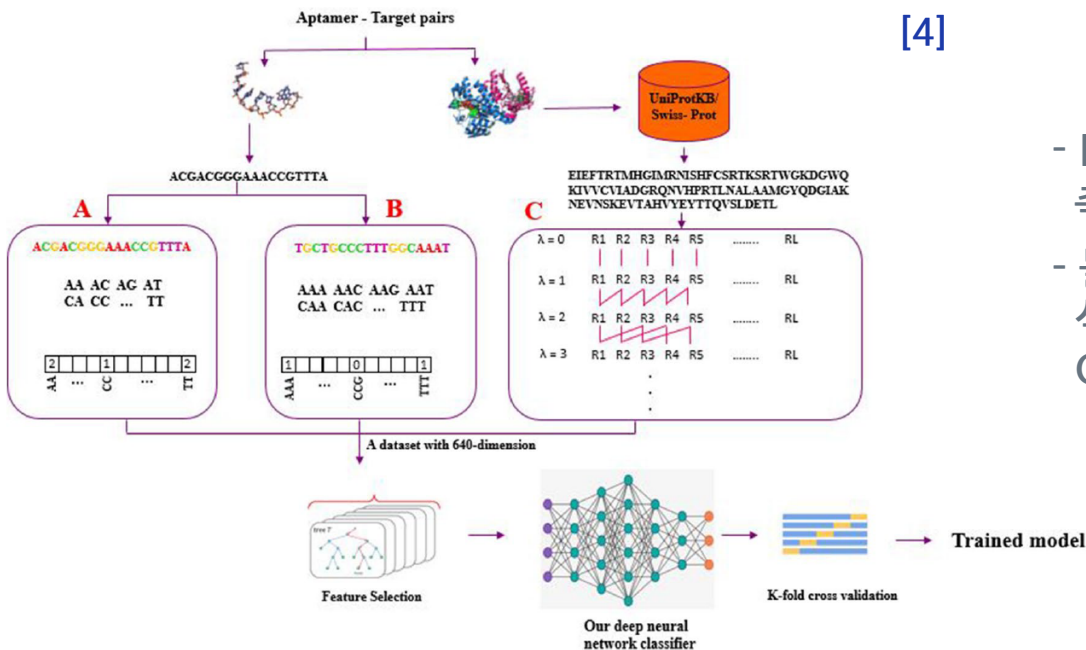 Aptamer - Target pairs
[4]
UniProtKB/
Swiss- Prot
ACGACGGGAAACCGTTTA
EIEFTRTMHGIMRNISHFCSRTKSRTWGKDGWQ
KIVVCVIADGRQNVHPRTLNALAAMGYQDGIAK
NEVNSKEVTAHVYEYTTQVSLDETL
A
ACGACGGGAAACCGTTTA
AA AC AG AT
CA CC ... TT
2 1 2
AA ... CC ... TT
B
TGCTGCCCTTTGGCAAAT
AAA AAC AAG AAT
CAA CAC ... TTT
1 0 1
AAA ... CCG ... TTT
C
λ = 0 R1 R2 R3 R4 R5 ........ RL
λ = 1 R1 R2 R3 R4 R5 ........ RL
λ = 2 R1 R2 R3 R4 R5 ........ RL
λ = 3 R1 R2 R3 R4 R5 ........ RL
A dataset with 640-dimension
tree T
Feature Selection
Our deep neural
network classifier
K-fold cross validation
Trained model